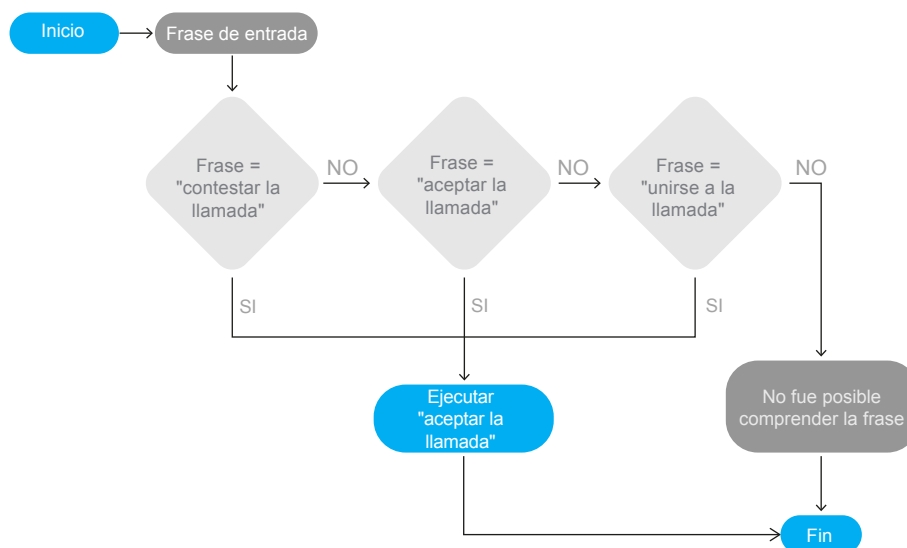 Inicio
Frase de entrada
Frase =
"contestar la
llamada"
NO
Frase =
"aceptar la
llamada"
NO
Frase =
"unirse a la
llamada"
NO
SI
SI
SI
Ejecutar
"aceptar la
llamada"
No fue posible
comprender la frase
Fin